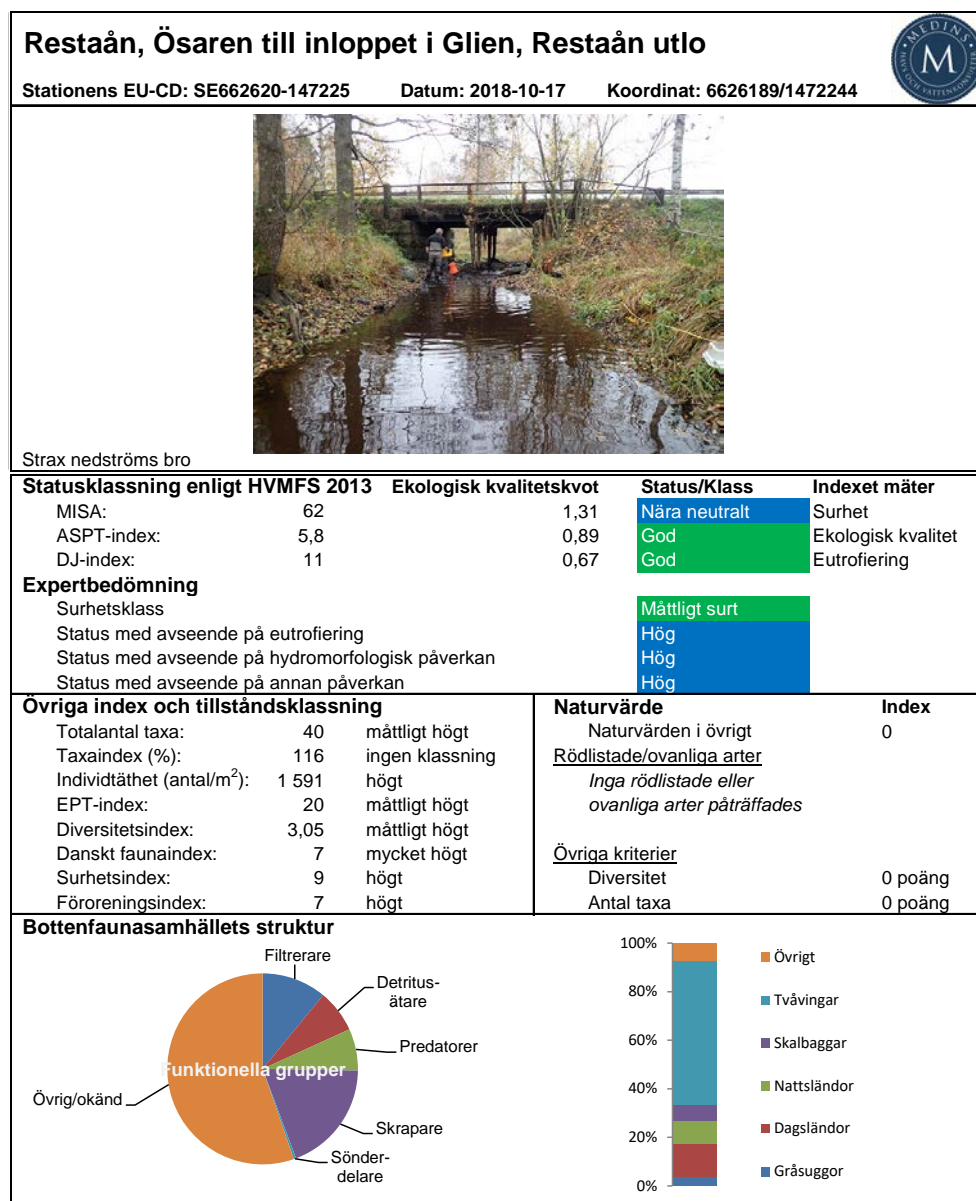 Restaån, Ösaren till inloppet i Glien, Restaån utlo
MEDINS
HAVS OCH VATTENKONSULTER
M
Stationens EU-CD: SE662620-147225 Datum: 2018-10-17 Koordinat: 6626189/1472244
Strax nedströms bro
Statusklassning enligt HVMFS 2013 Ekologisk kvalitetskvot Status/Klass Indexet mäter
MISA: 62 1,31 Nära neutralt Surhet
ASPT-index: 5,8 0,89 God Ekologisk kvalitet
DJ-index: 11 0,67 God Eutrofiering
Expertbedömning
Surhetsklass Måttligt surt
Status med avseende på eutrofiering Hög
Status med avseende på hydromorfologisk påverkan Hög
Status med avseende på annan påverkan Hög
Övriga index och tillståndsklassning
Totalantal taxa: 40 måttligt högt
Taxaindex (%): 116 ingen klassning
Individtäthet (antal/m²): 1 591 högt
EPT-index: 20 måttligt högt
Diversitetsindex: 3,05 måttligt högt
Danskt faunaindex: 7 mycket högt
Surhetsindex: 9 högt
Föroreningsindex: 7 högt
Naturvärde Index
Naturvärden i övrigt 0
Rödlistade/ovanliga arter
Inga rödlistade eller
ovanliga arter påträffades
Övriga kriterier
Diversitet 0 poäng
Antal taxa 0 poäng
Bottenfaunasamhällets struktur
Filtrerare
Detritus-
ätare
Predatorer
Funktionella grupper
Övrig/okänd
Skrapare
Sönder-
delare
100%
80%
60%
40%
20%
0%
Övrigt
Tvåvingar
Skalbaggar
Nattsländor
Dagsländor
Gråsuggor